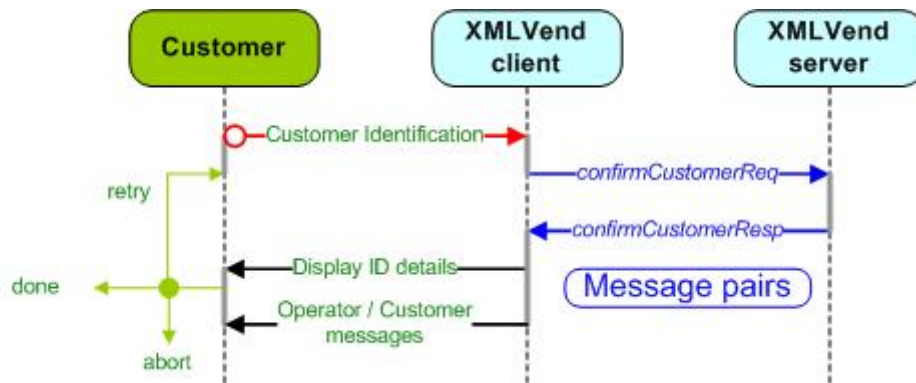 Customer
XMLVend
client
XMLVend
server
Customer Identification
confirmCustomerReq
retry
confirmCustomerResp
Display ID details
done
Message pairs
Operator / Customer
messages
abort